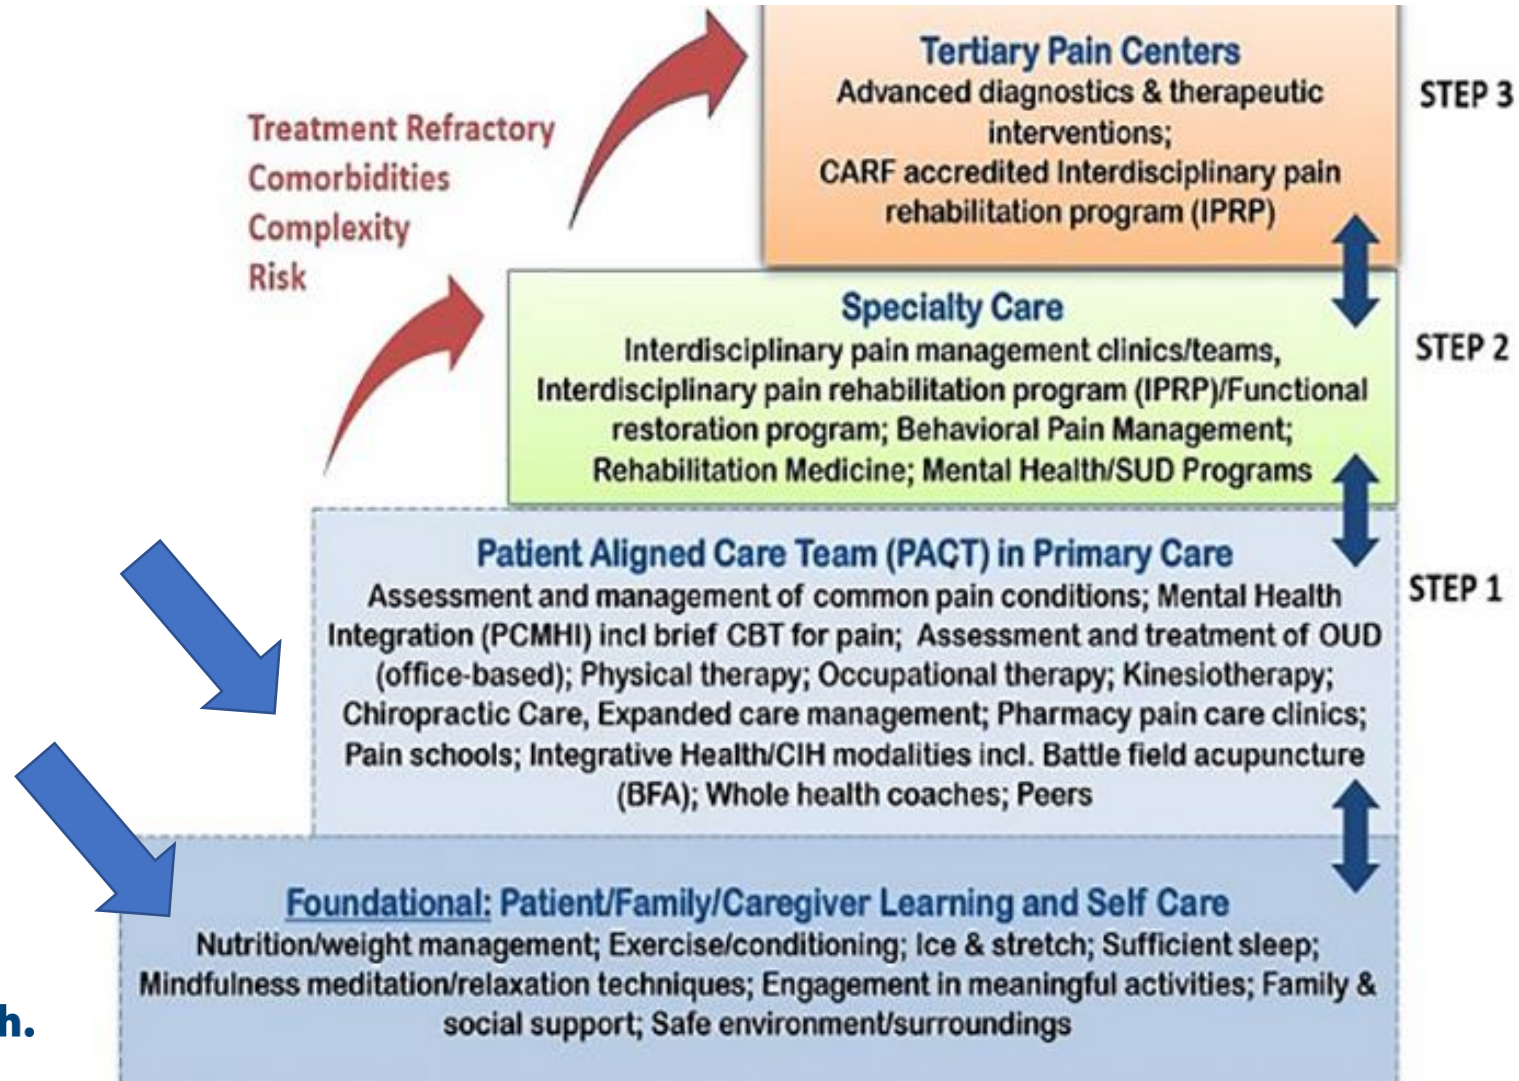 Tertiary Pain Centers
Advanced diagnostics & therapeutic
interventions;
CARF accredited Interdisciplinary pain
rehabilitation program (IPRP)
STEP 3
Treatment Refractory
Comorbidities
Complexity
Risk
Specialty Care
Interdisciplinary pain management clinics/teams,
Interdisciplinary pain rehabilitation program (IPRP)/Functional
restoration program; Behavioral Pain Management;
Rehabilitation Medicine; Mental Health/SUD Programs
STEP 2
Patient Aligned Care Team (PACT) in Primary Care
Assessment and management of common pain conditions; Mental Health
Integration (PCMHI) incl brief CBT for pain; Assessment and treatment of OUD
(office-based); Physical therapy; Occupational therapy; Kinesiotherapy;
Chiropractic Care, Expanded care management; Pharmacy pain care clinics;
Pain schools; Integrative Health/CIH modalities incl. Battle field acupuncture
(BFA); Whole health coaches; Peers
STEP 1
Foundational: Patient/Family/Caregiver Learning and Self Care
Nutrition/weight management; Exercise/conditioning; Ice & stretch; Sufficient sleep;
Mindfulness meditation/relaxation techniques; Engagement in meaningful activities; Family &
social support; Safe environment/surroundings
h.